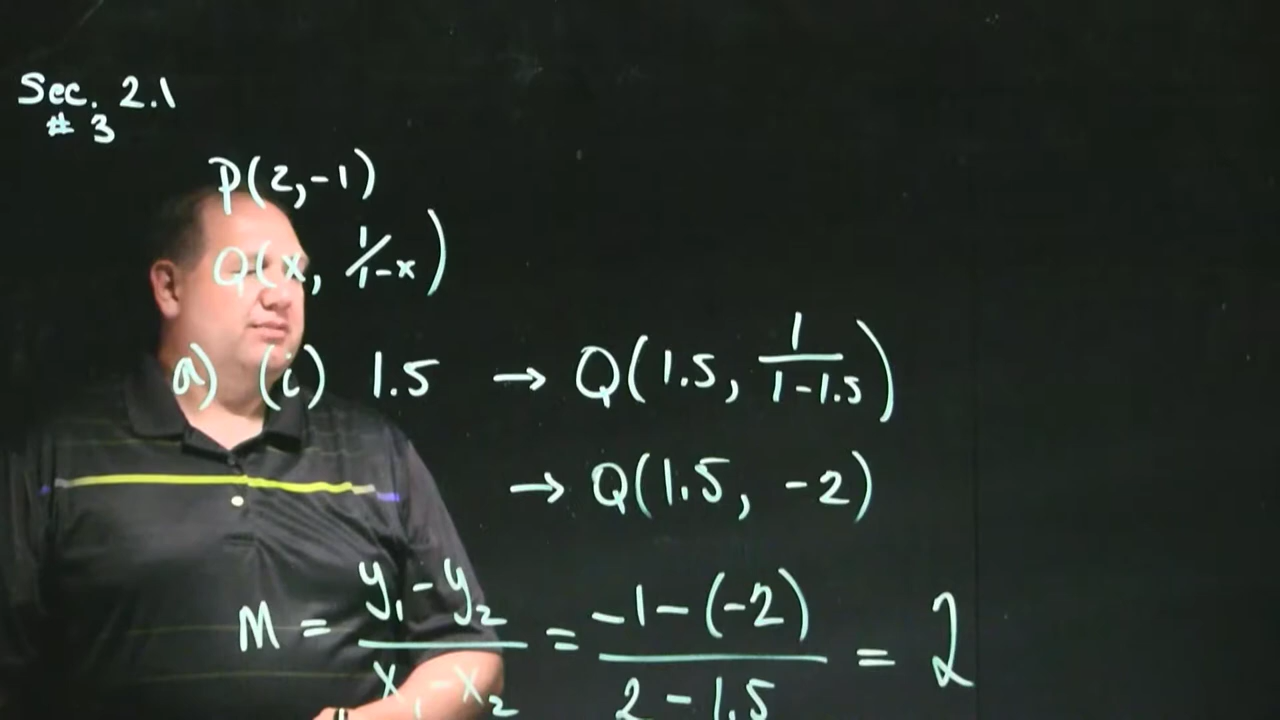 Sec. 2.1
# 3
P(2,-1)
Q(x, 1/1-x)
a) (i) 1.5 → Q(1.5, 1/1-1.5)
→ Q(1.5, -2)
M = y₁-y₂/x₁-x₂ = -1-(-2)/2-1.5 = 2